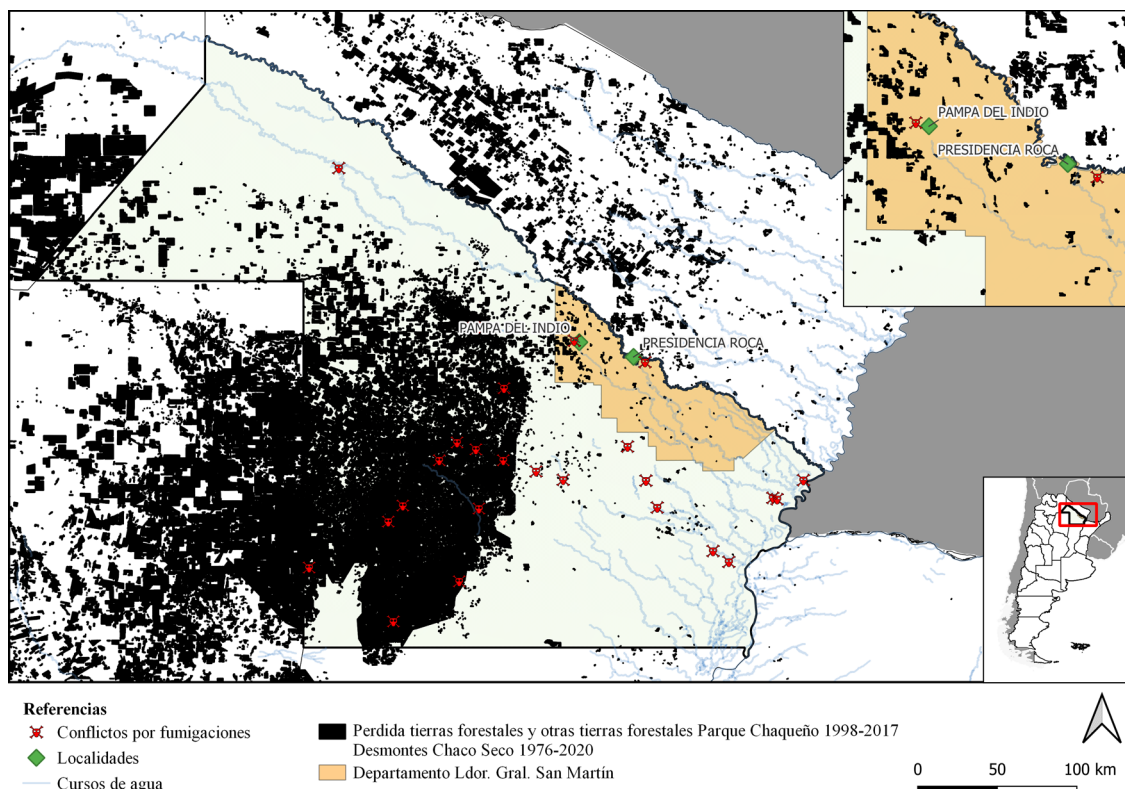 PAMPA DEL INDIO
PRESIDENCIA ROCA
PAMPA DEL INDIO
PRESIDENCIA ROCA
Referencias
Conflictos por fumigaciones
Localidades
Cursos de agua
Perdida tierras forestales y otras tierras forestales Parque Chaqueño 1998-2017
Desmontes Chaco Seco 1976-2020
Departamento Ldor. Gral. San Martín
0 50 100 km